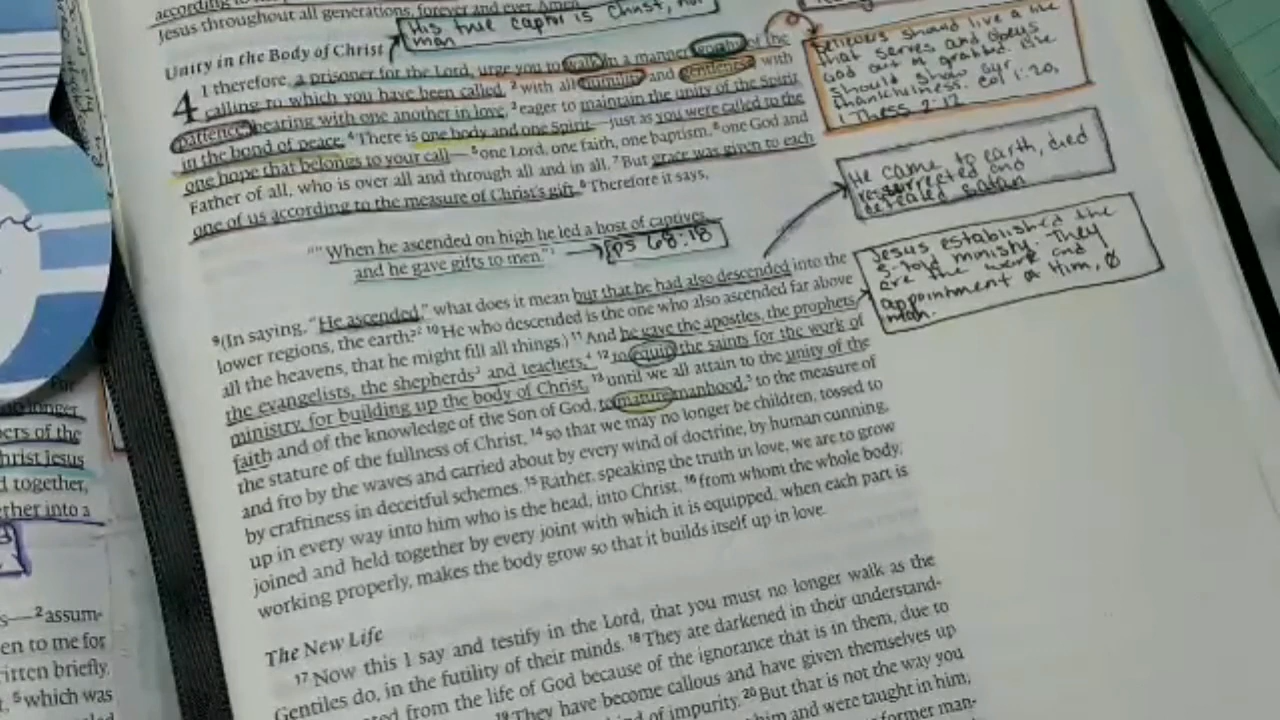 according to
Jesus throughout all generations, forever and ever. Amen.
His true captor is Christ, not
man
Unity in the Body of Christ
4 I therefore, a prisoner for the Lord, urge you to walk in a manner worthy of the
calling to which you have been called, 2 with all humility and gentleness, with
patience, bearing with one another in love, 3 eager to maintain the unity of the Spirit
in the bond of peace. 4 There is one body and one Spirit—just as you were called to the
one hope that belongs to your call— 5 one Lord, one faith, one baptism, 6 one God and
Father of all, who is over all and through all and in all. 7 But grace was given to each
one of us according to the measure of Christ's gift. 8 Therefore it says,
"When he ascended on high he led a host of captives,
and he gave gifts to men."
Ps 68:18
9 (In saying, "He ascended," what does it mean but that he had also descended into the
lower regions, the earth? 10 He who descended is the one who also ascended far above
all the heavens, that he might fill all things.) 11 And he gave the apostles, the prophets,
the evangelists, the shepherds and teachers, 12 to equip the saints for the work of
ministry, for building up the body of Christ, 13 until we all attain to the unity of the
faith and of the knowledge of the Son of God, to mature manhood, to the measure of
the stature of the fullness of Christ, 14 so that we may no longer be children, tossed to
and fro by the waves and carried about by every wind of doctrine, by human cunning,
by craftiness in deceitful schemes. 15 Rather, speaking the truth in love, we are to grow
up in every way into him who is the head, into Christ, 16 from whom the whole body,
joined and held together by every joint with which it is equipped, when each part is
working properly, makes the body grow so that it builds itself up in love.
The New Life
17 Now this I say and testify in the Lord, that you must no longer walk as the
Gentiles do, in the futility of their minds. 18 They are darkened in their understand-
from the life of God because of the ignorance that is in them, due to
19 They have become callous and have given themselves up
kind of impurity. 20 But that is not the way you
him and were taught in him,
former man-
Believers should live a life
that serves and obeys
God out of
should show our
thankfulness. Col 1:20,
1 Thess 2:12
He came to earth, died
resurrected and
defeated Satan
Jesus established the
5-fold ministry. They
are the work and
appointment of Him, Ø
man.
longer
of the
Christ Jesus
together,
into a
2 assum-
en to me for
ritten briefly.
5 which was